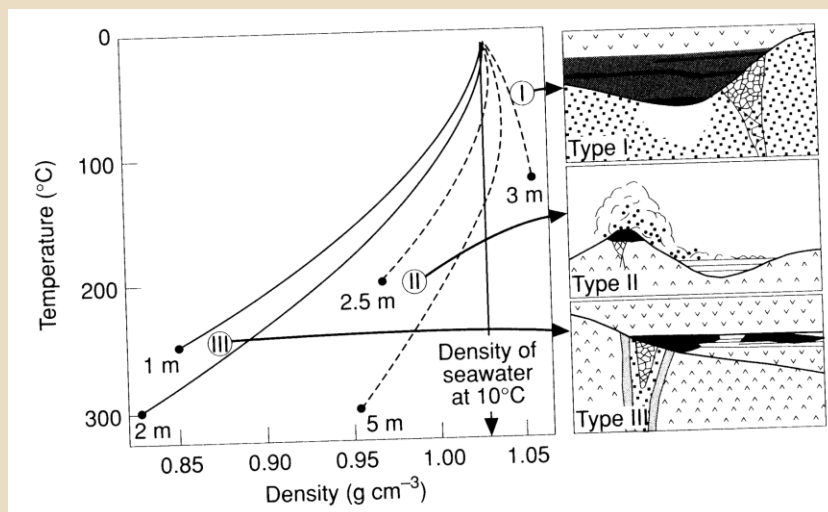 0
100
200
300
Temperature (°C)
0.85
0.90
0.95
1.00
1.05
Density (g cm⁻³)
1 m
2 m
2.5 m
5 m
3 m
I
II
III
Density of
seawater
at 10°C
Type I
Type II
Type III